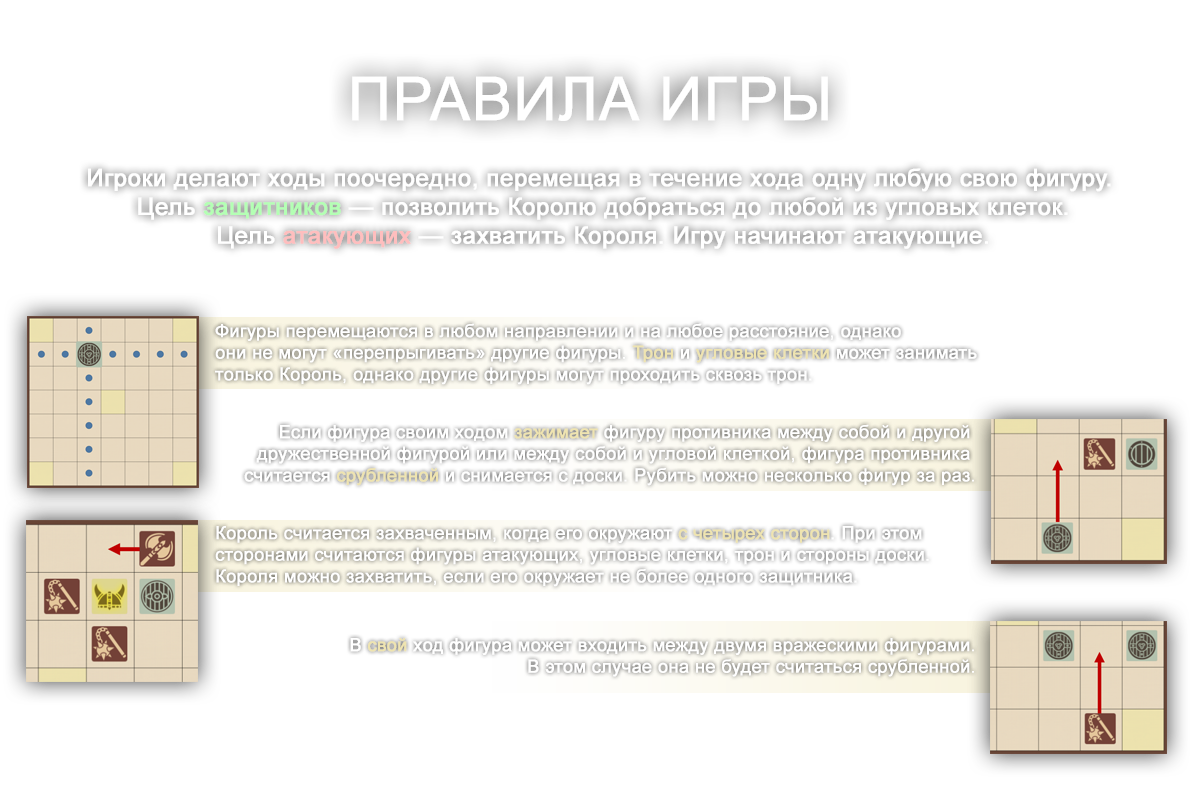 ПРАВИЛА ИГРЫ
Игроки делают ходы поочередно, перемещая в течение хода одну любую свою фигуру.
Цель защитников — позволить Королю добраться до любой из угловых клеток.
Цель атакующих — захватить Короля. Игру начинают атакующие.
Фигуры перемещаются в любом направлении и на любое расстояние, однако
они не могут «перепрыгивать» другие фигуры. Трон и угловые клетки может занимать
только Король, однако другие фигуры могут проходить сквозь трон.
Если фигура своим ходом зажимает фигуру противника между собой и другой
дружественной фигурой или между собой и угловой клеткой, фигура противника
считается срубленной и снимается с доски. Рубить можно несколько фигур за раз.
Король считается захваченным, когда его окружают с четырех сторон. При этом
сторонами считаются фигуры атакующих, угловые клетки, трон и стороны доски.
Короля можно захватить, если его окружает не более одного защитника.
В свой ход фигура может входить между двумя вражескими фигурами.
В этом случае она не будет считаться срубленной.